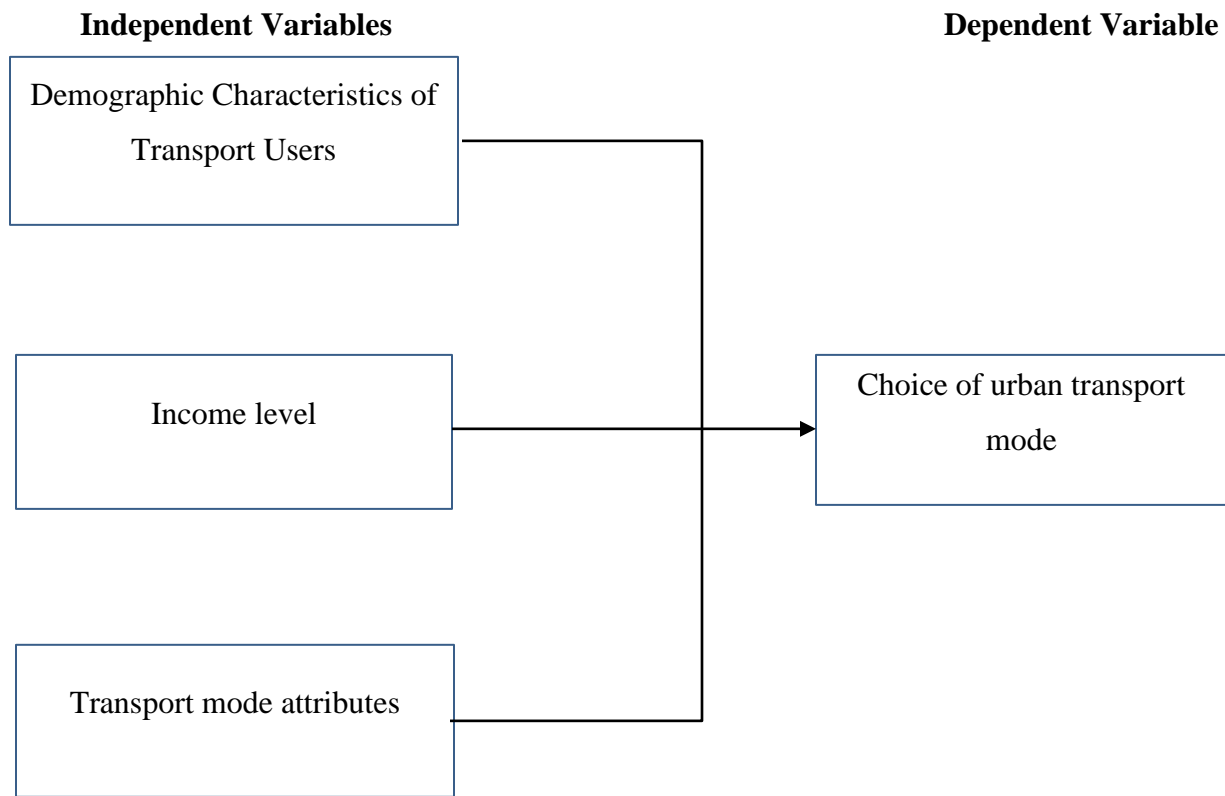 Independent Variables
Dependent Variable
Demographic Characteristics of
Transport Users
Income level
Choice of urban transport
mode
Transport mode attributes